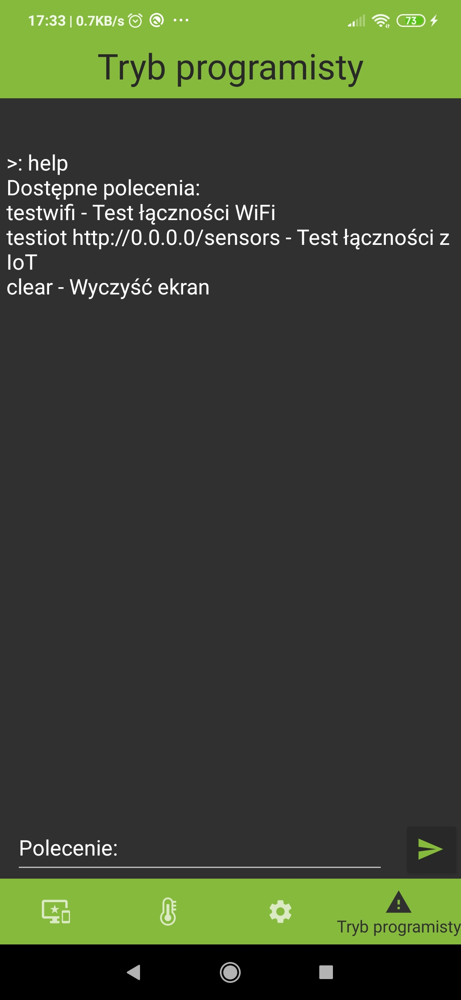 17:33 | 0.7KB/s
73
Tryb programisty
>: help
Dostępne polecenia:
testwifi - Test łączności WiFi
testiot http://0.0.0.0/sensors - Test łączności z
IoT
clear - Wyczyść ekran
Polecenie:
Tryb programisty